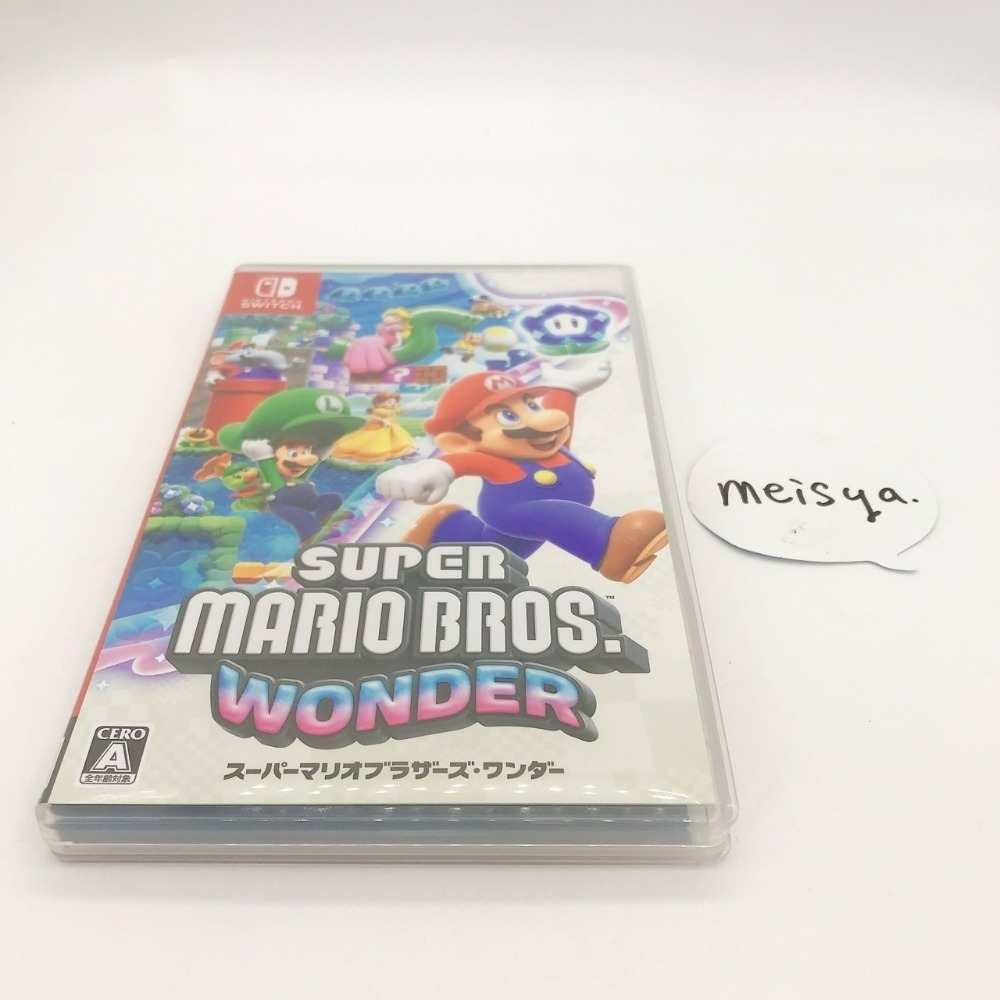 NINTENDO
SWITCH
L
M
?
SUPER
MARIO BROS.™
WONDER
CERO
A
全年齢対象
スーパーマリオブラザーズ・ワンダー
meisya.